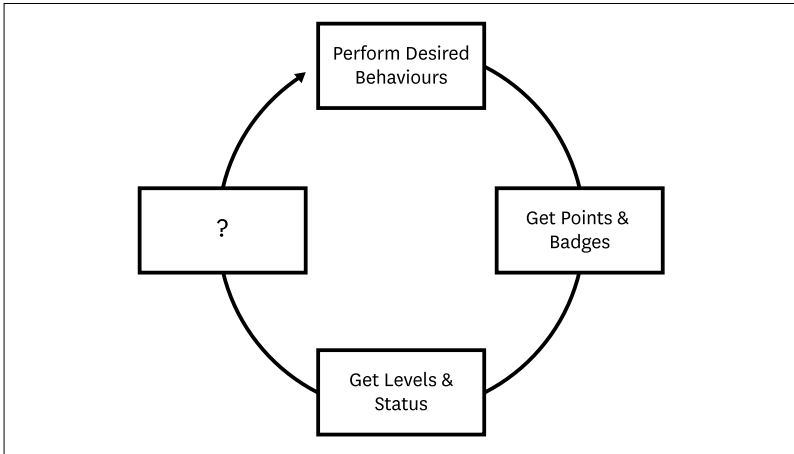 Perform Desired
Behaviours
Get Points &
Badges
Get Levels &
Status
?